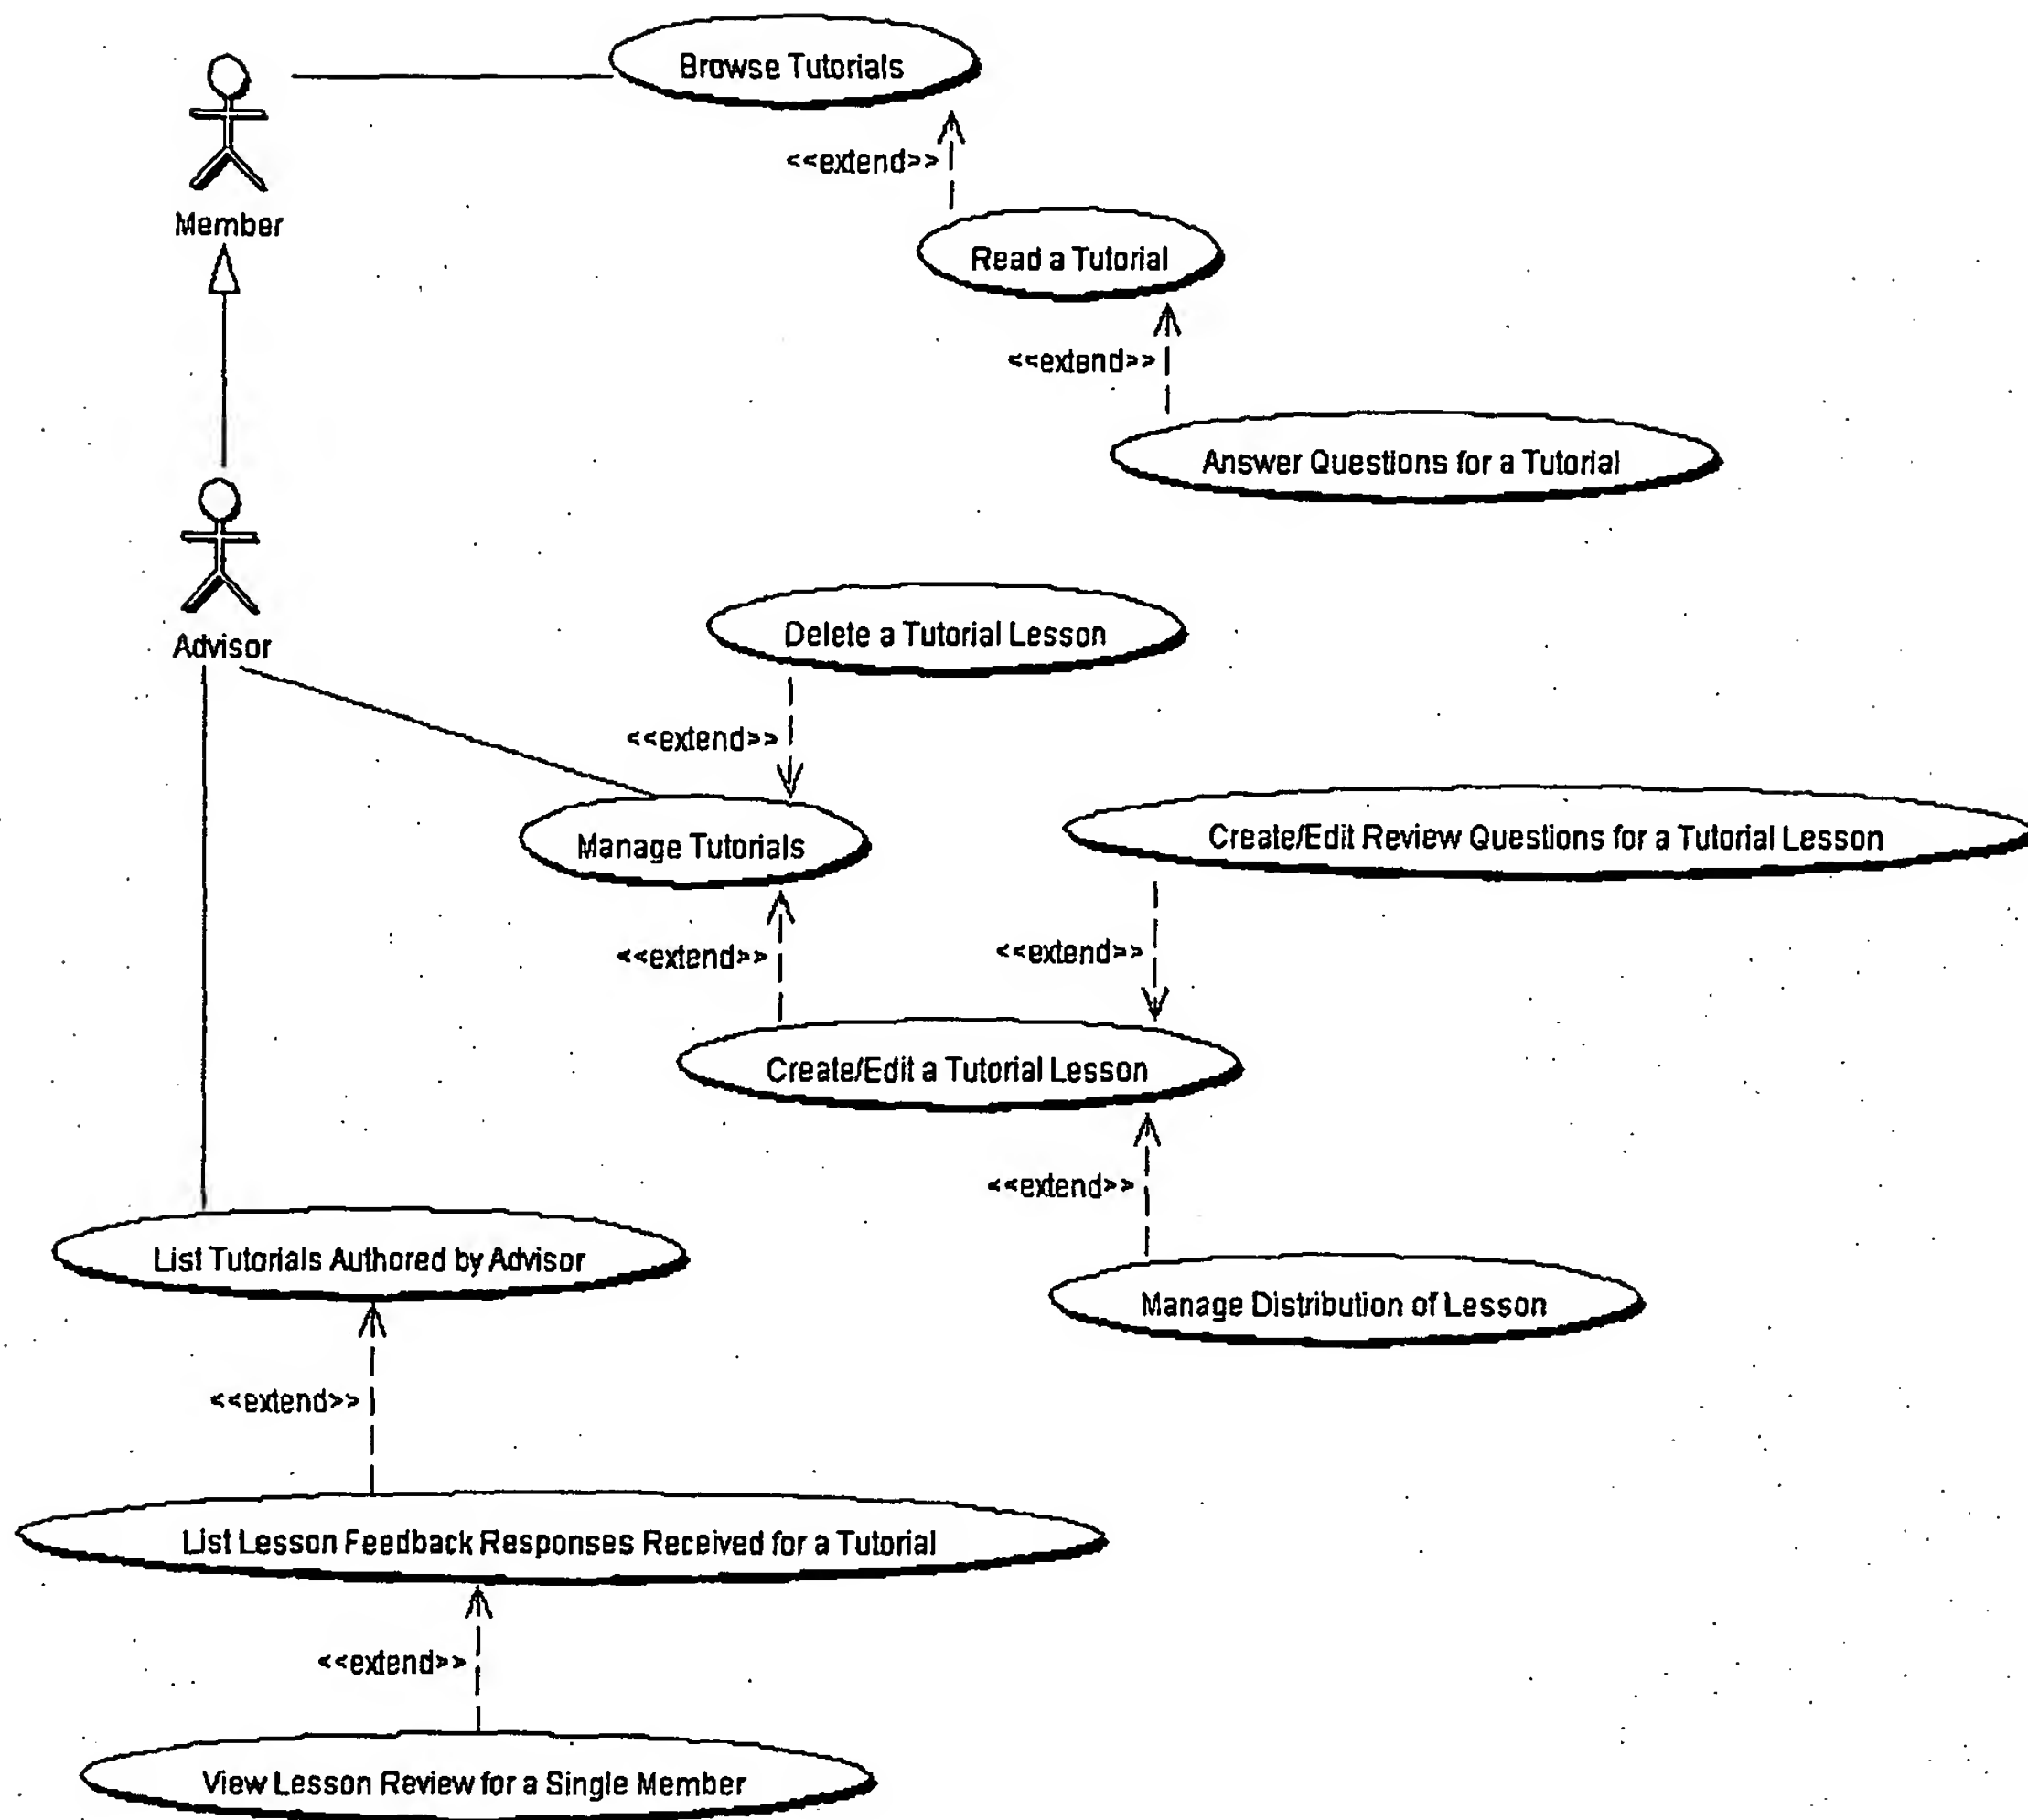 Browse Tutorials
<<extend>>
Member
Read a Tutorial
<<extend>>
Answer Questions for a Tutorial
Advisor
Delete a Tutorial Lesson
<<extend>>
Manage Tutorials
Create/Edit Review Questions for a Tutorial Lesson
<<extend>>
<<extend>>
Create/Edit a Tutorial Lesson
<<extend>>
List Tutorials Authored by Advisor
Manage Distribution of Lesson
<<extend>>
List Lesson Feedback Responses Received for a Tutorial
<<extend>>
View Lesson Review for a Single Member